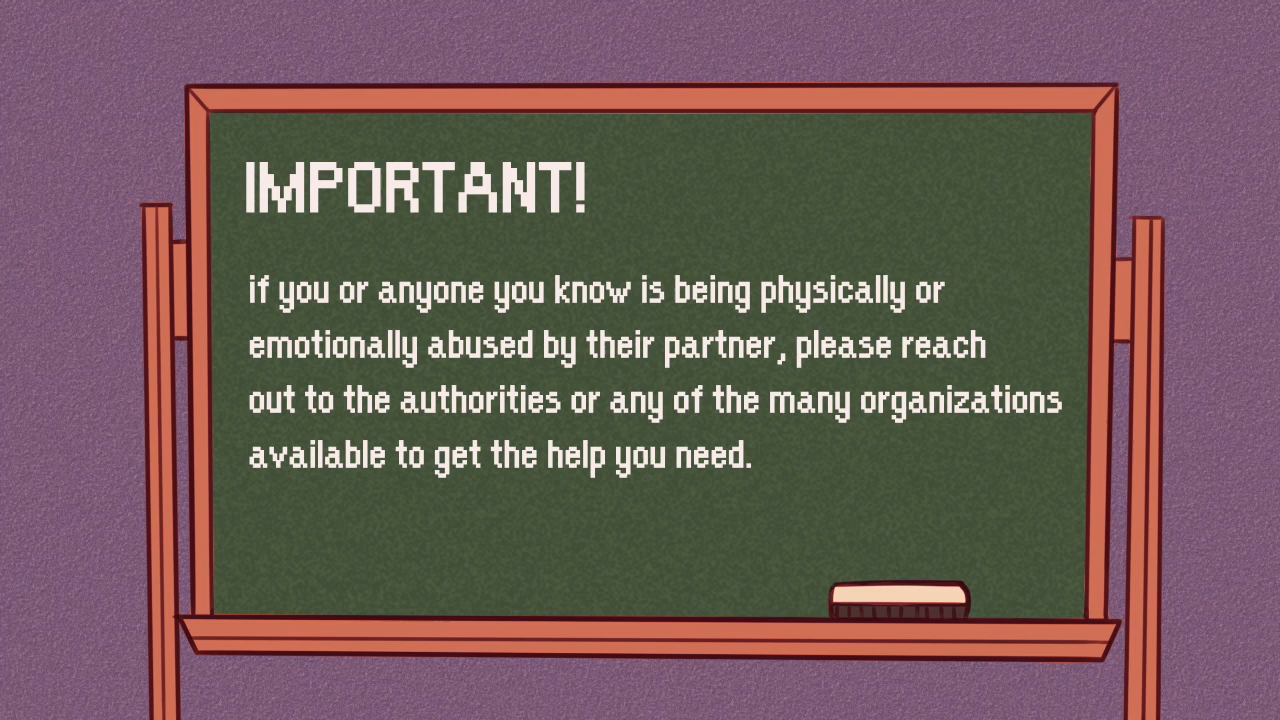 IMPORTANT!
if you or anyone you know is being physically or
emotionally abused by their partner, please reach
out to the authorities or any of the many organizations
available to get the help you need.